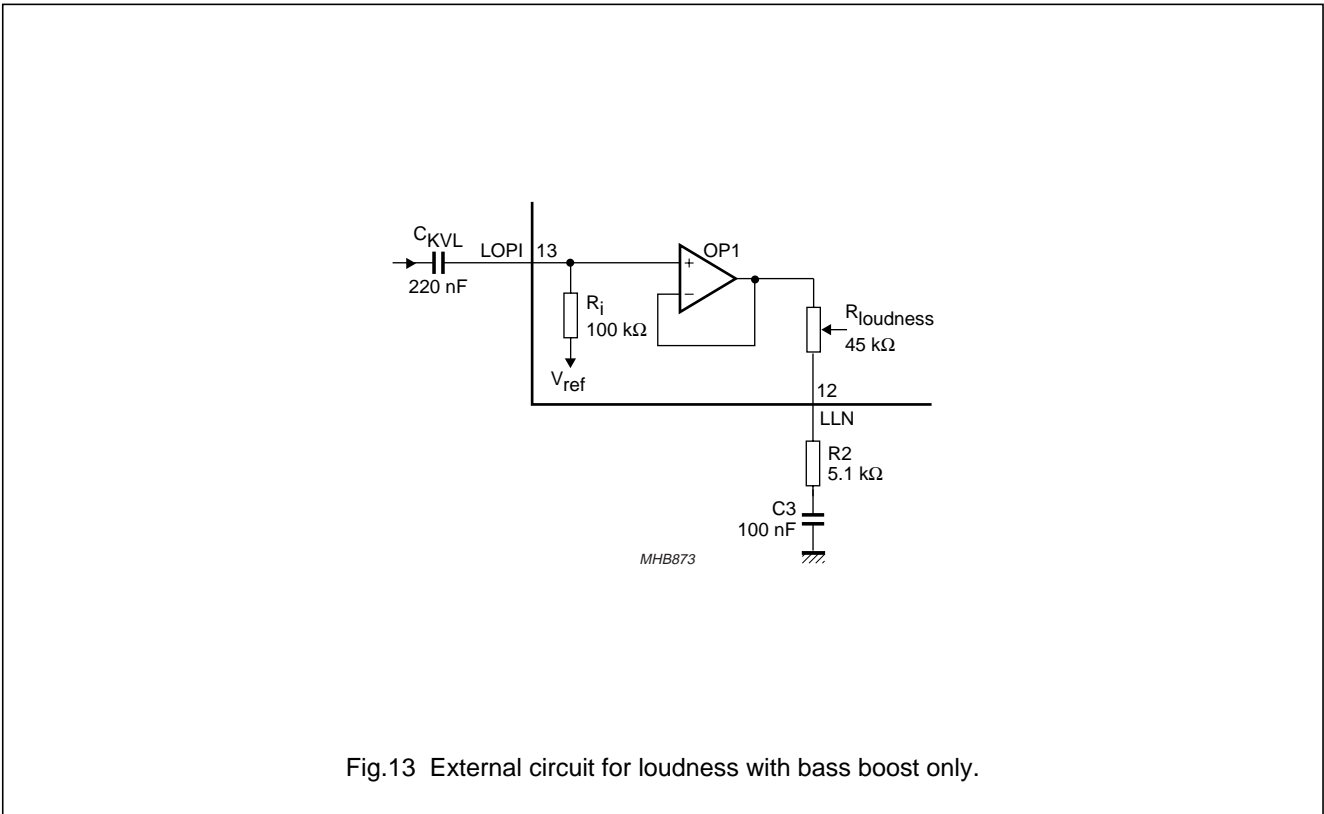 C_KVL
220 nF
LOPI
13
R_i
100 kΩ
V_ref
+
−
OP1
R_loudness
45 kΩ
12
LLN
R2
5.1 kΩ
C3
100 nF
MHB873
Fig.13 External circuit for loudness with bass boost only.